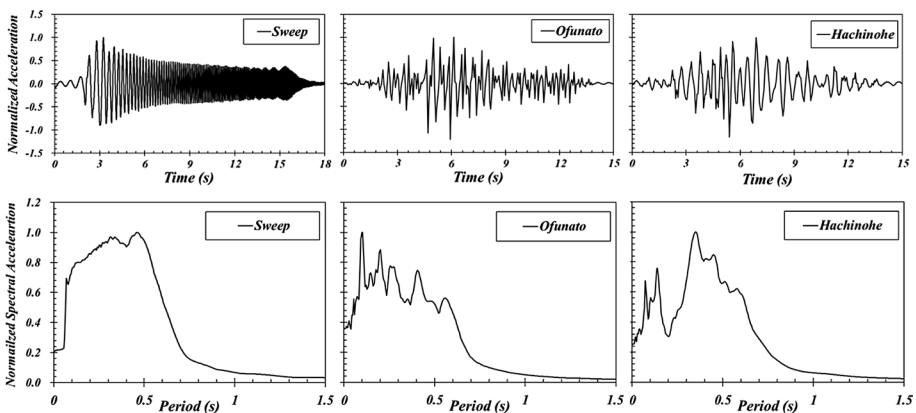 Normalized Acceleration
1.5
1.0
0.5
0.0
-0.5
-1.0
-1.5
Sweep
0 3 6 9 12 15 18
Time (s)
Ofunato
0 3 6 9 12 15
Time (s)
Hachinohe
0 3 6 9 12 15
Time (s)
Normailzed Spectral Acceleartion
1.2
1.0
0.8
0.6
0.4
0.2
0.0
Sweep
0 0.5 1 1.5
Period (s)
Ofunato
0 0.5 1 1.5
Period (s)
Hachinohe
0 0.5 1 1.5
Period (s)